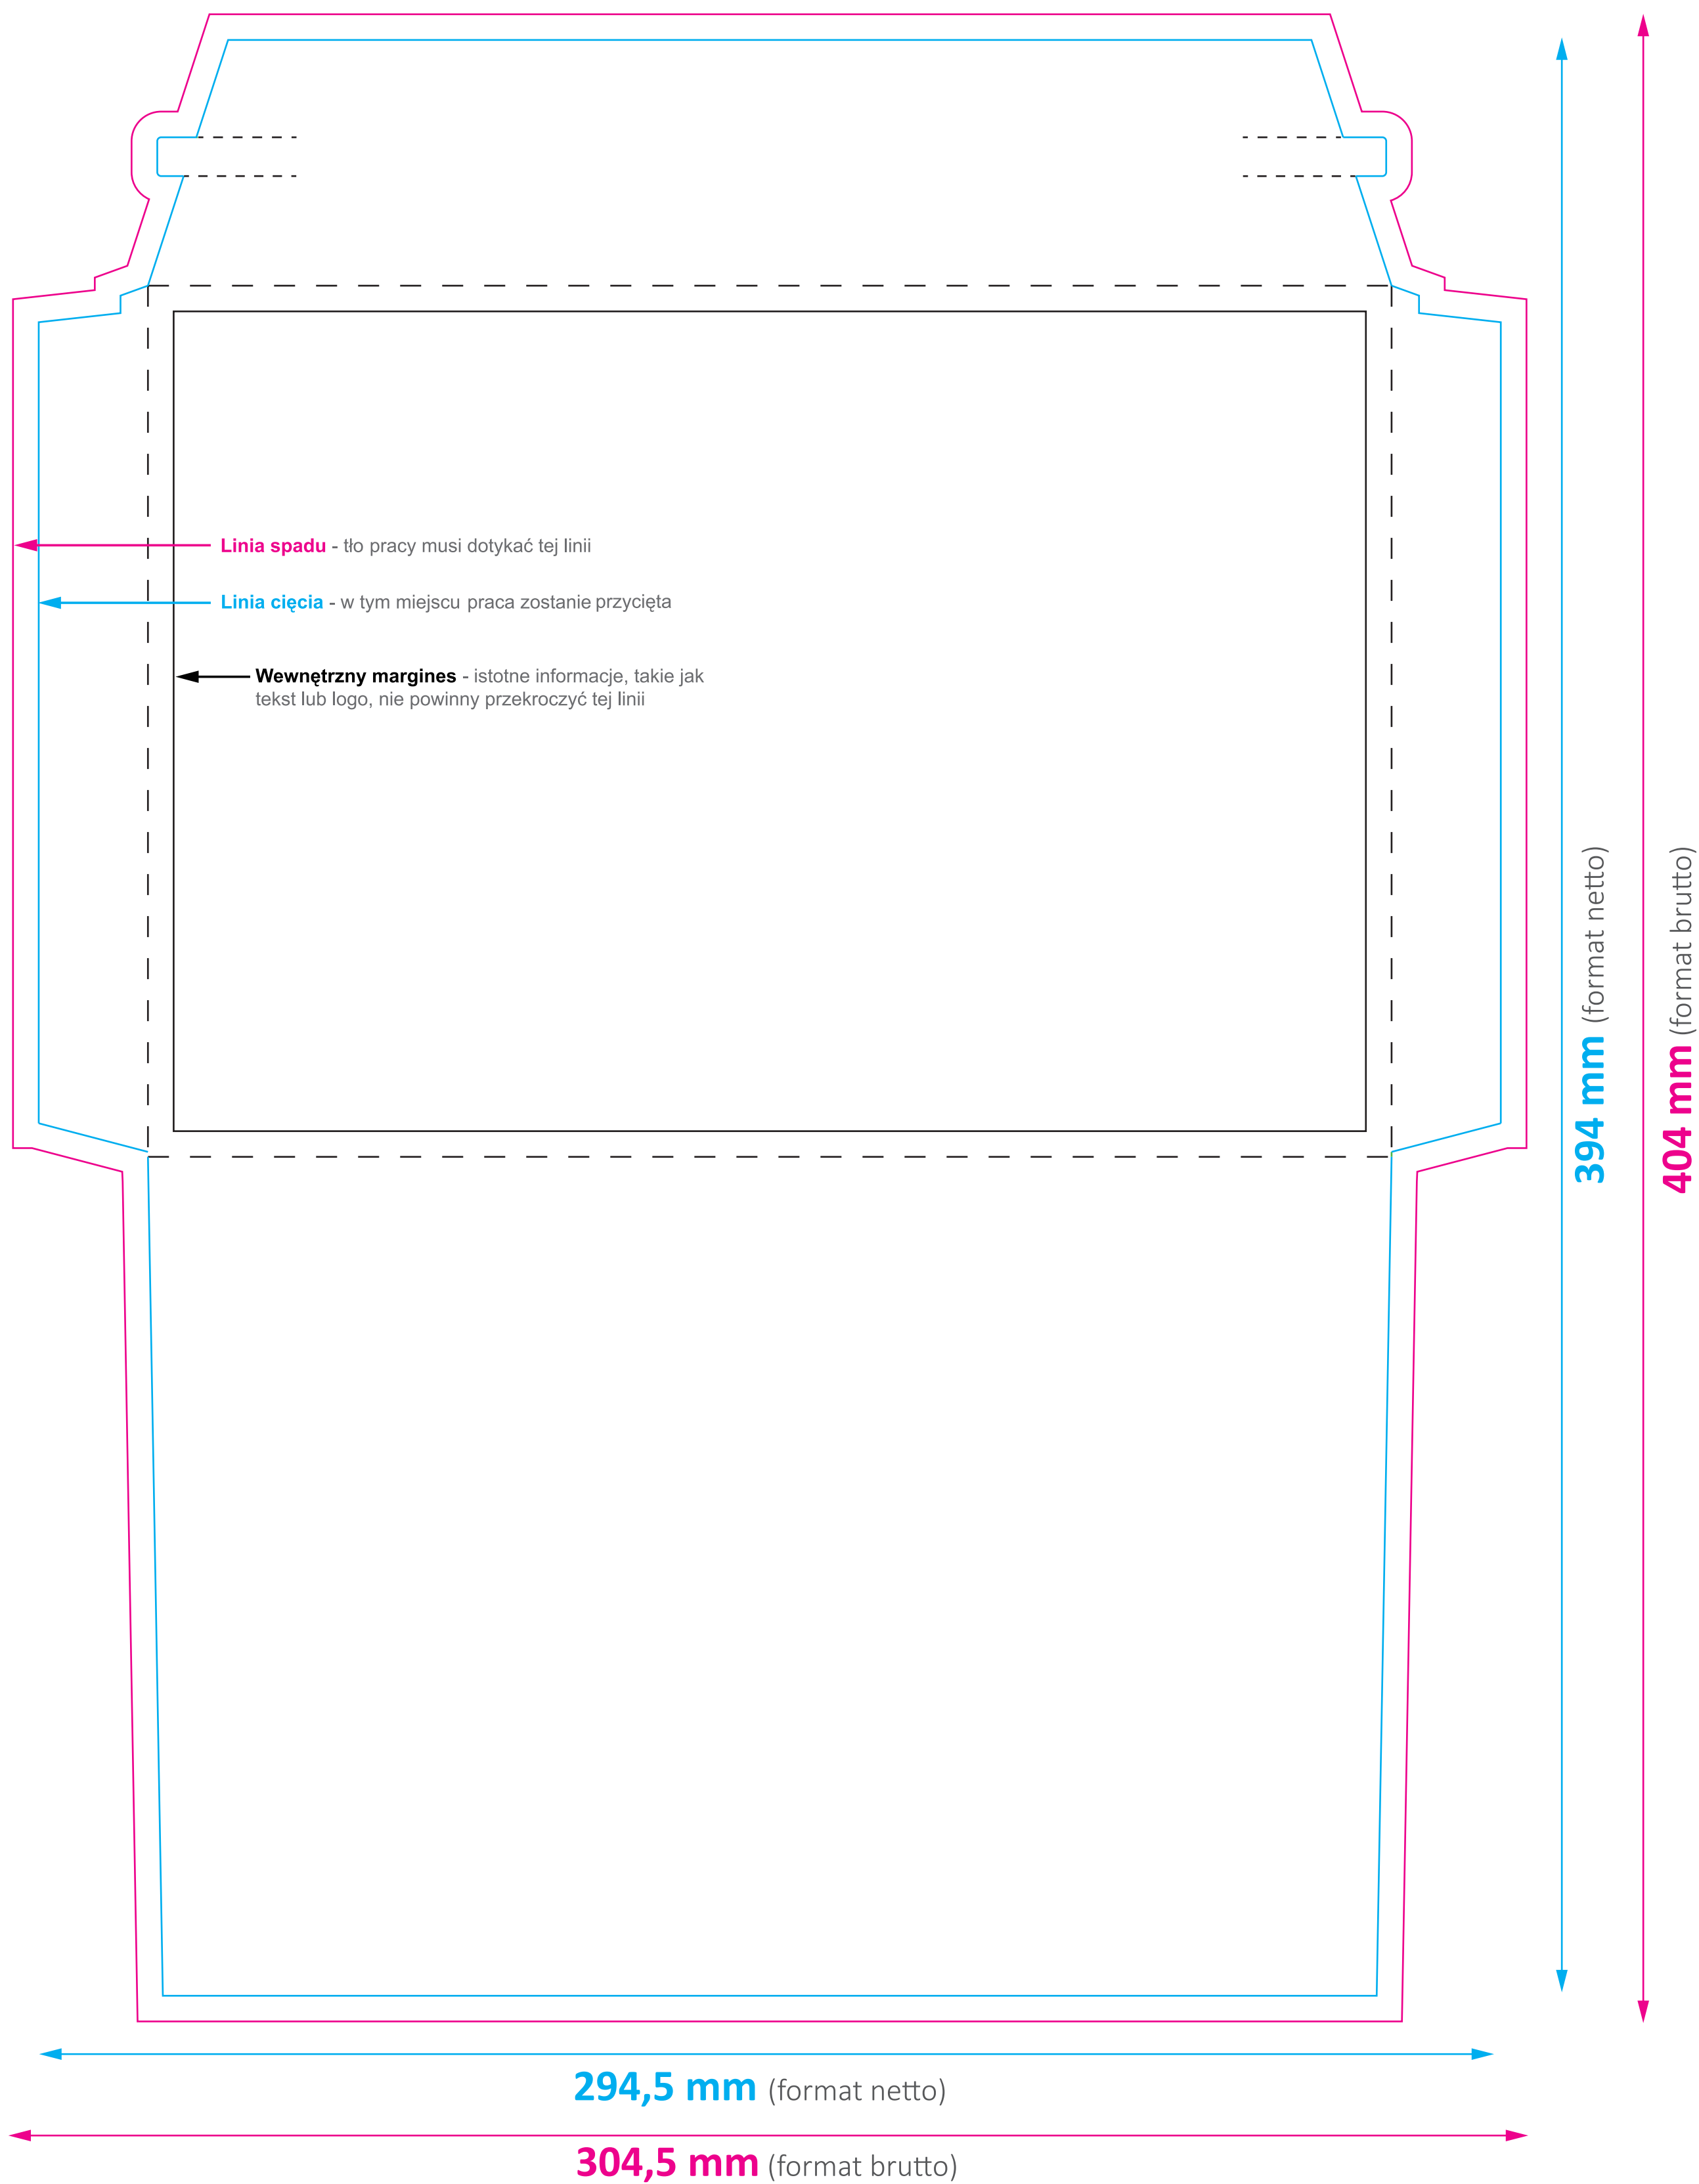 Linia spadu - tło pracy musi dotykać tej linii
Linia cięcia - w tym miejscu praca zostanie przycięta
Wewnętrzny margines - istotne informacje, takie jak
tekst lub logo, nie powinny przekroczyć tej linii
394 mm (format netto)
404 mm (format brutto)
294,5 mm (format netto)
304,5 mm (format brutto)